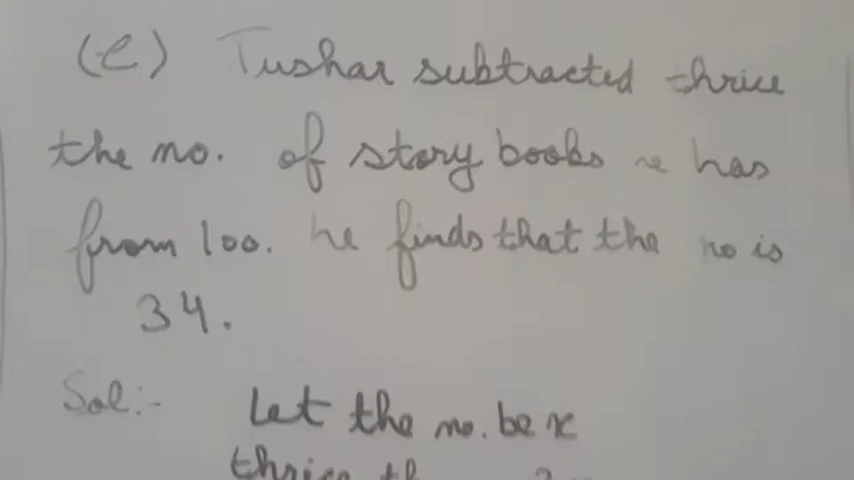 (e) Tushar subtracted thrice
the no. of story books he has
from 100. he finds that the no is
34.
Sol:- Let the no. be x